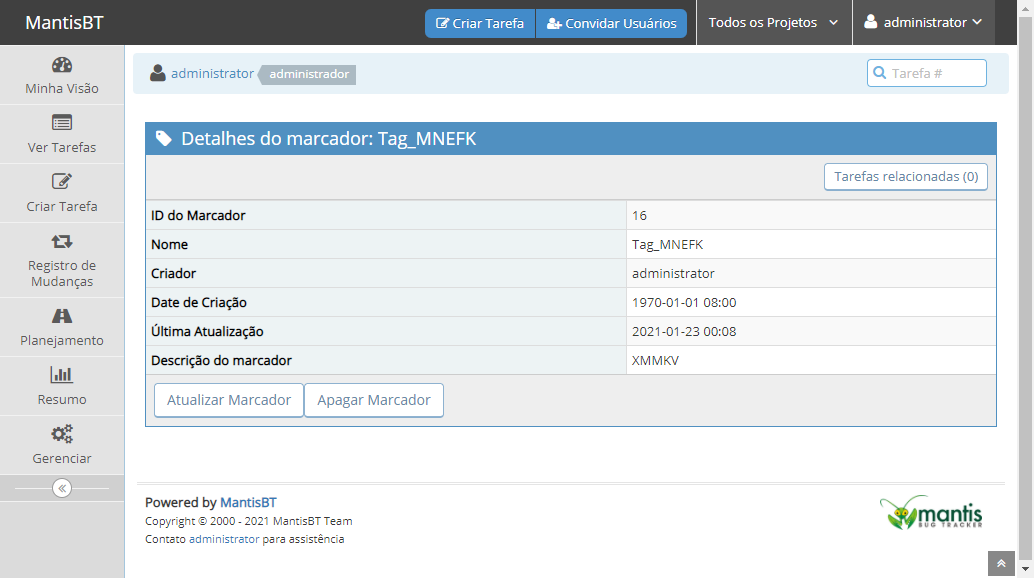 MantisBT
Criar Tarefa
Convidar Usuários
Todos os Projetos
administrator
Minha Visão
Ver Tarefas
Criar Tarefa
Registro de
Mudanças
Planejamento
Resumo
Gerenciar
administrator administrador
Tarefa #
Detalhes do marcador: Tag_MNEFK
Tarefas relacionadas (0)
ID do Marcador 16
Nome Tag_MNEFK
Criador administrator
Date de Criação 1970-01-01 08:00
Última Atualização 2021-01-23 00:08
Descrição do marcador XMMKV
Atualizar Marcador Apagar Marcador
Powered by MantisBT
Copyright © 2000 - 2021 MantisBT Team
Contato administrator para assistência
mantis
BUG TRACKER